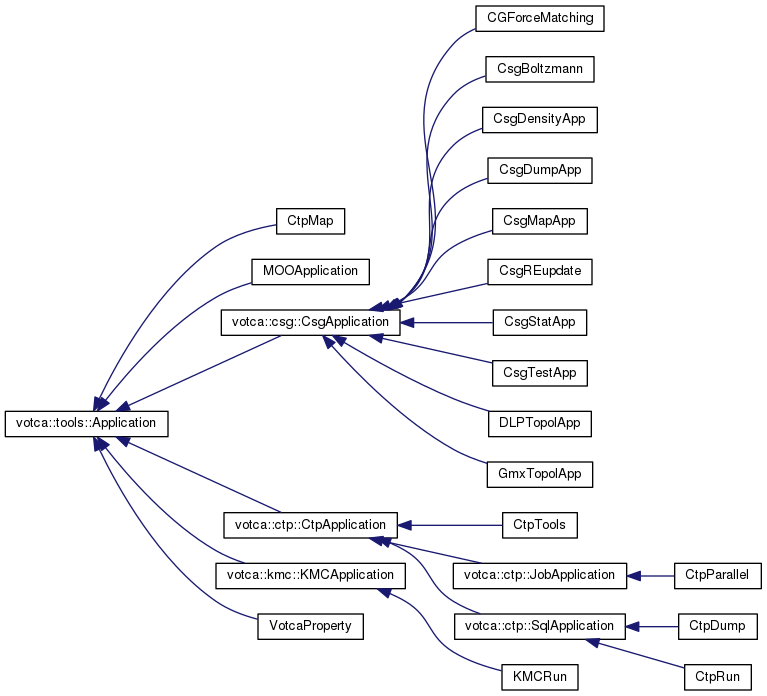 CGForceMatching
CsgBoltzmann
CsgDensityApp
CsgDumpApp
CtpMap
CsgMapApp
MOOApplication
CsgREupdate
votca::csg::CsgApplication
CsgStatApp
CsgTestApp
votca::tools::Application
DLPTopolApp
GmxTopolApp
votca::ctp::CtpApplication
CtpTools
votca::kmc::KMCApplication
votca::ctp::JobApplication
CtpParallel
VotcaProperty
votca::ctp::SqlApplication
CtpDump
KMCRun
CtpRun